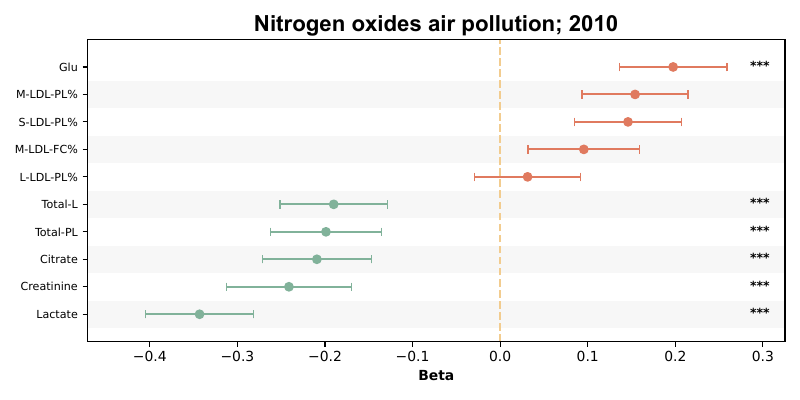 Nitrogen oxides air pollution; 2010
Glu ***
M-LDL-PL%
S-LDL-PL%
M-LDL-FC%
L-LDL-PL%
Total-L ***
Total-PL ***
Citrate ***
Creatinine ***
Lactate ***
−0.4 −0.3 −0.2 −0.1 0.0 0.1 0.2 0.3
Beta